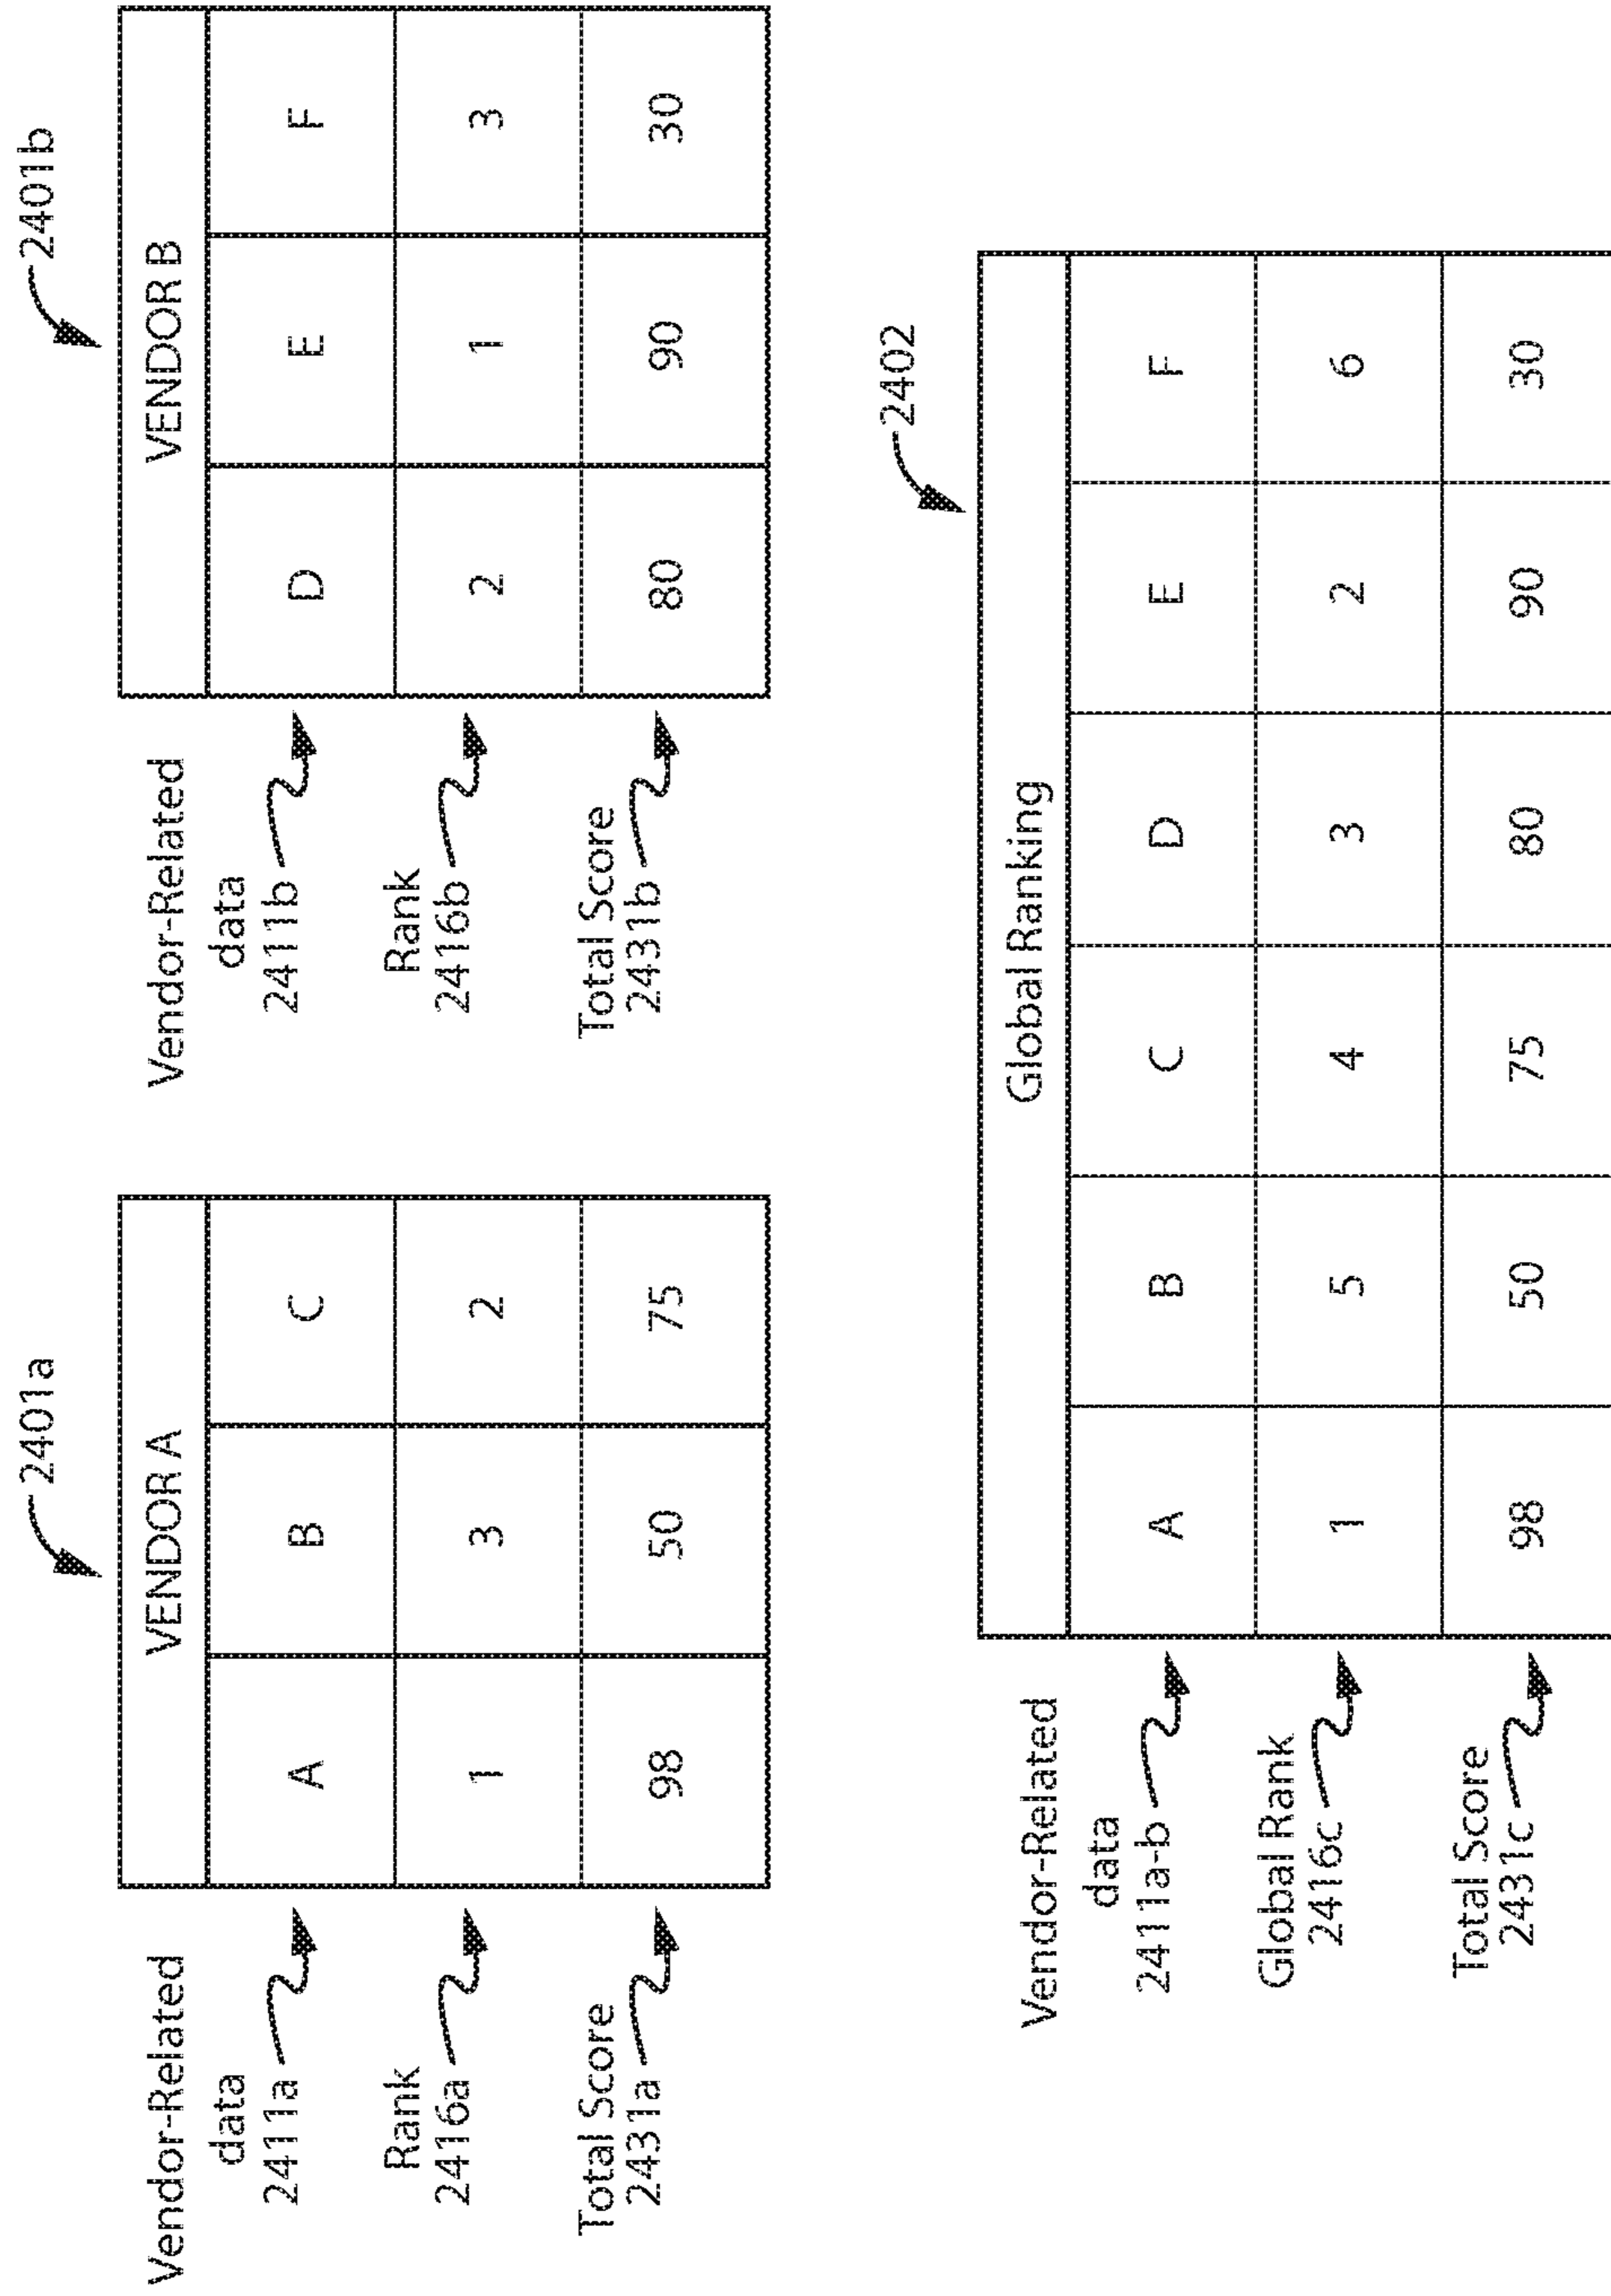 2401a
VENDOR A
Vendor-Related
data
2411a
A B C
Rank
2416a
1 3 2
Total Score
2431a
98 50 75
2401b
VENDOR B
Vendor-Related
data
2411b
D E F
Rank
2416b
2 1 3
Total Score
2431b
80 90 30
2402
Global Ranking
Vendor-Related
data
2411a-b
A B C D E F
Global Rank
2416c
1 5 4 3 2 6
Total Score
2431c
98 50 75 80 90 30